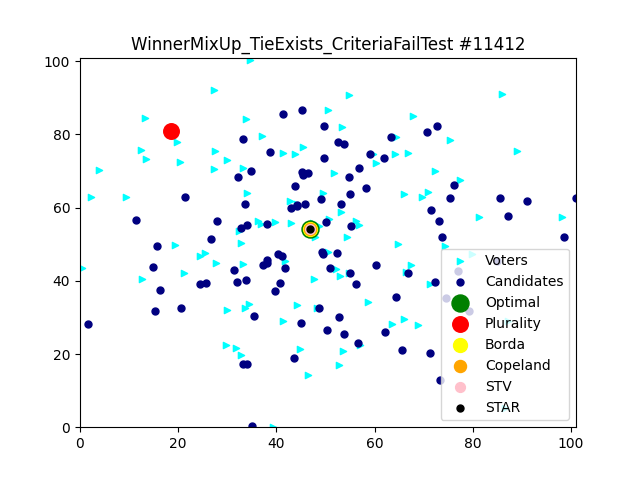 WinnerMixUp_TieExists_CriteriaFailTest #11412
100
80
60
40
20
0
0
20
40
60
80
100
Voters
Candidates
Optimal
Plurality
Borda
Copeland
STV
STAR